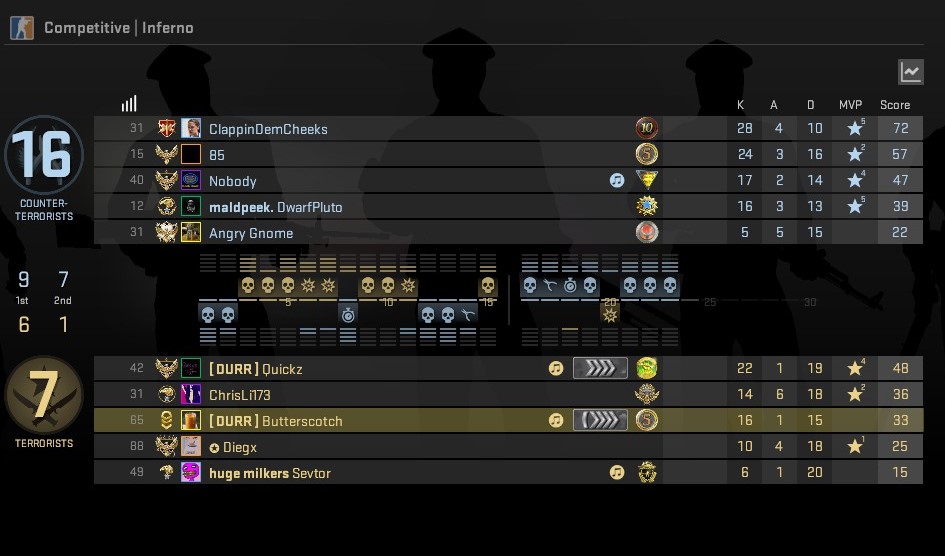 Competitive | Inferno
K A D MVP Score
16
COUNTER-
TERRORISTS
31 ClappinDemCheeks 10 28 4 10 5 72
15 85 5 24 3 16 2 57
40 Nobody 17 2 14 4 47
12 maldpeek. DwarfPluto 16 3 13 5 39
31 Angry Gnome 5 5 15 22
9 7
1st 2nd
6 1
5 10 15 20 25 30
7
TERRORISTS
42 [DURR] Quickz 22 1 19 4 48
31 ChrisLi173 14 6 18 2 36
65 [DURR] Butterscotch 5 16 1 15 33
88 Diegx 10 4 18 1 25
49 huge milkers Sevtor 6 1 20 15